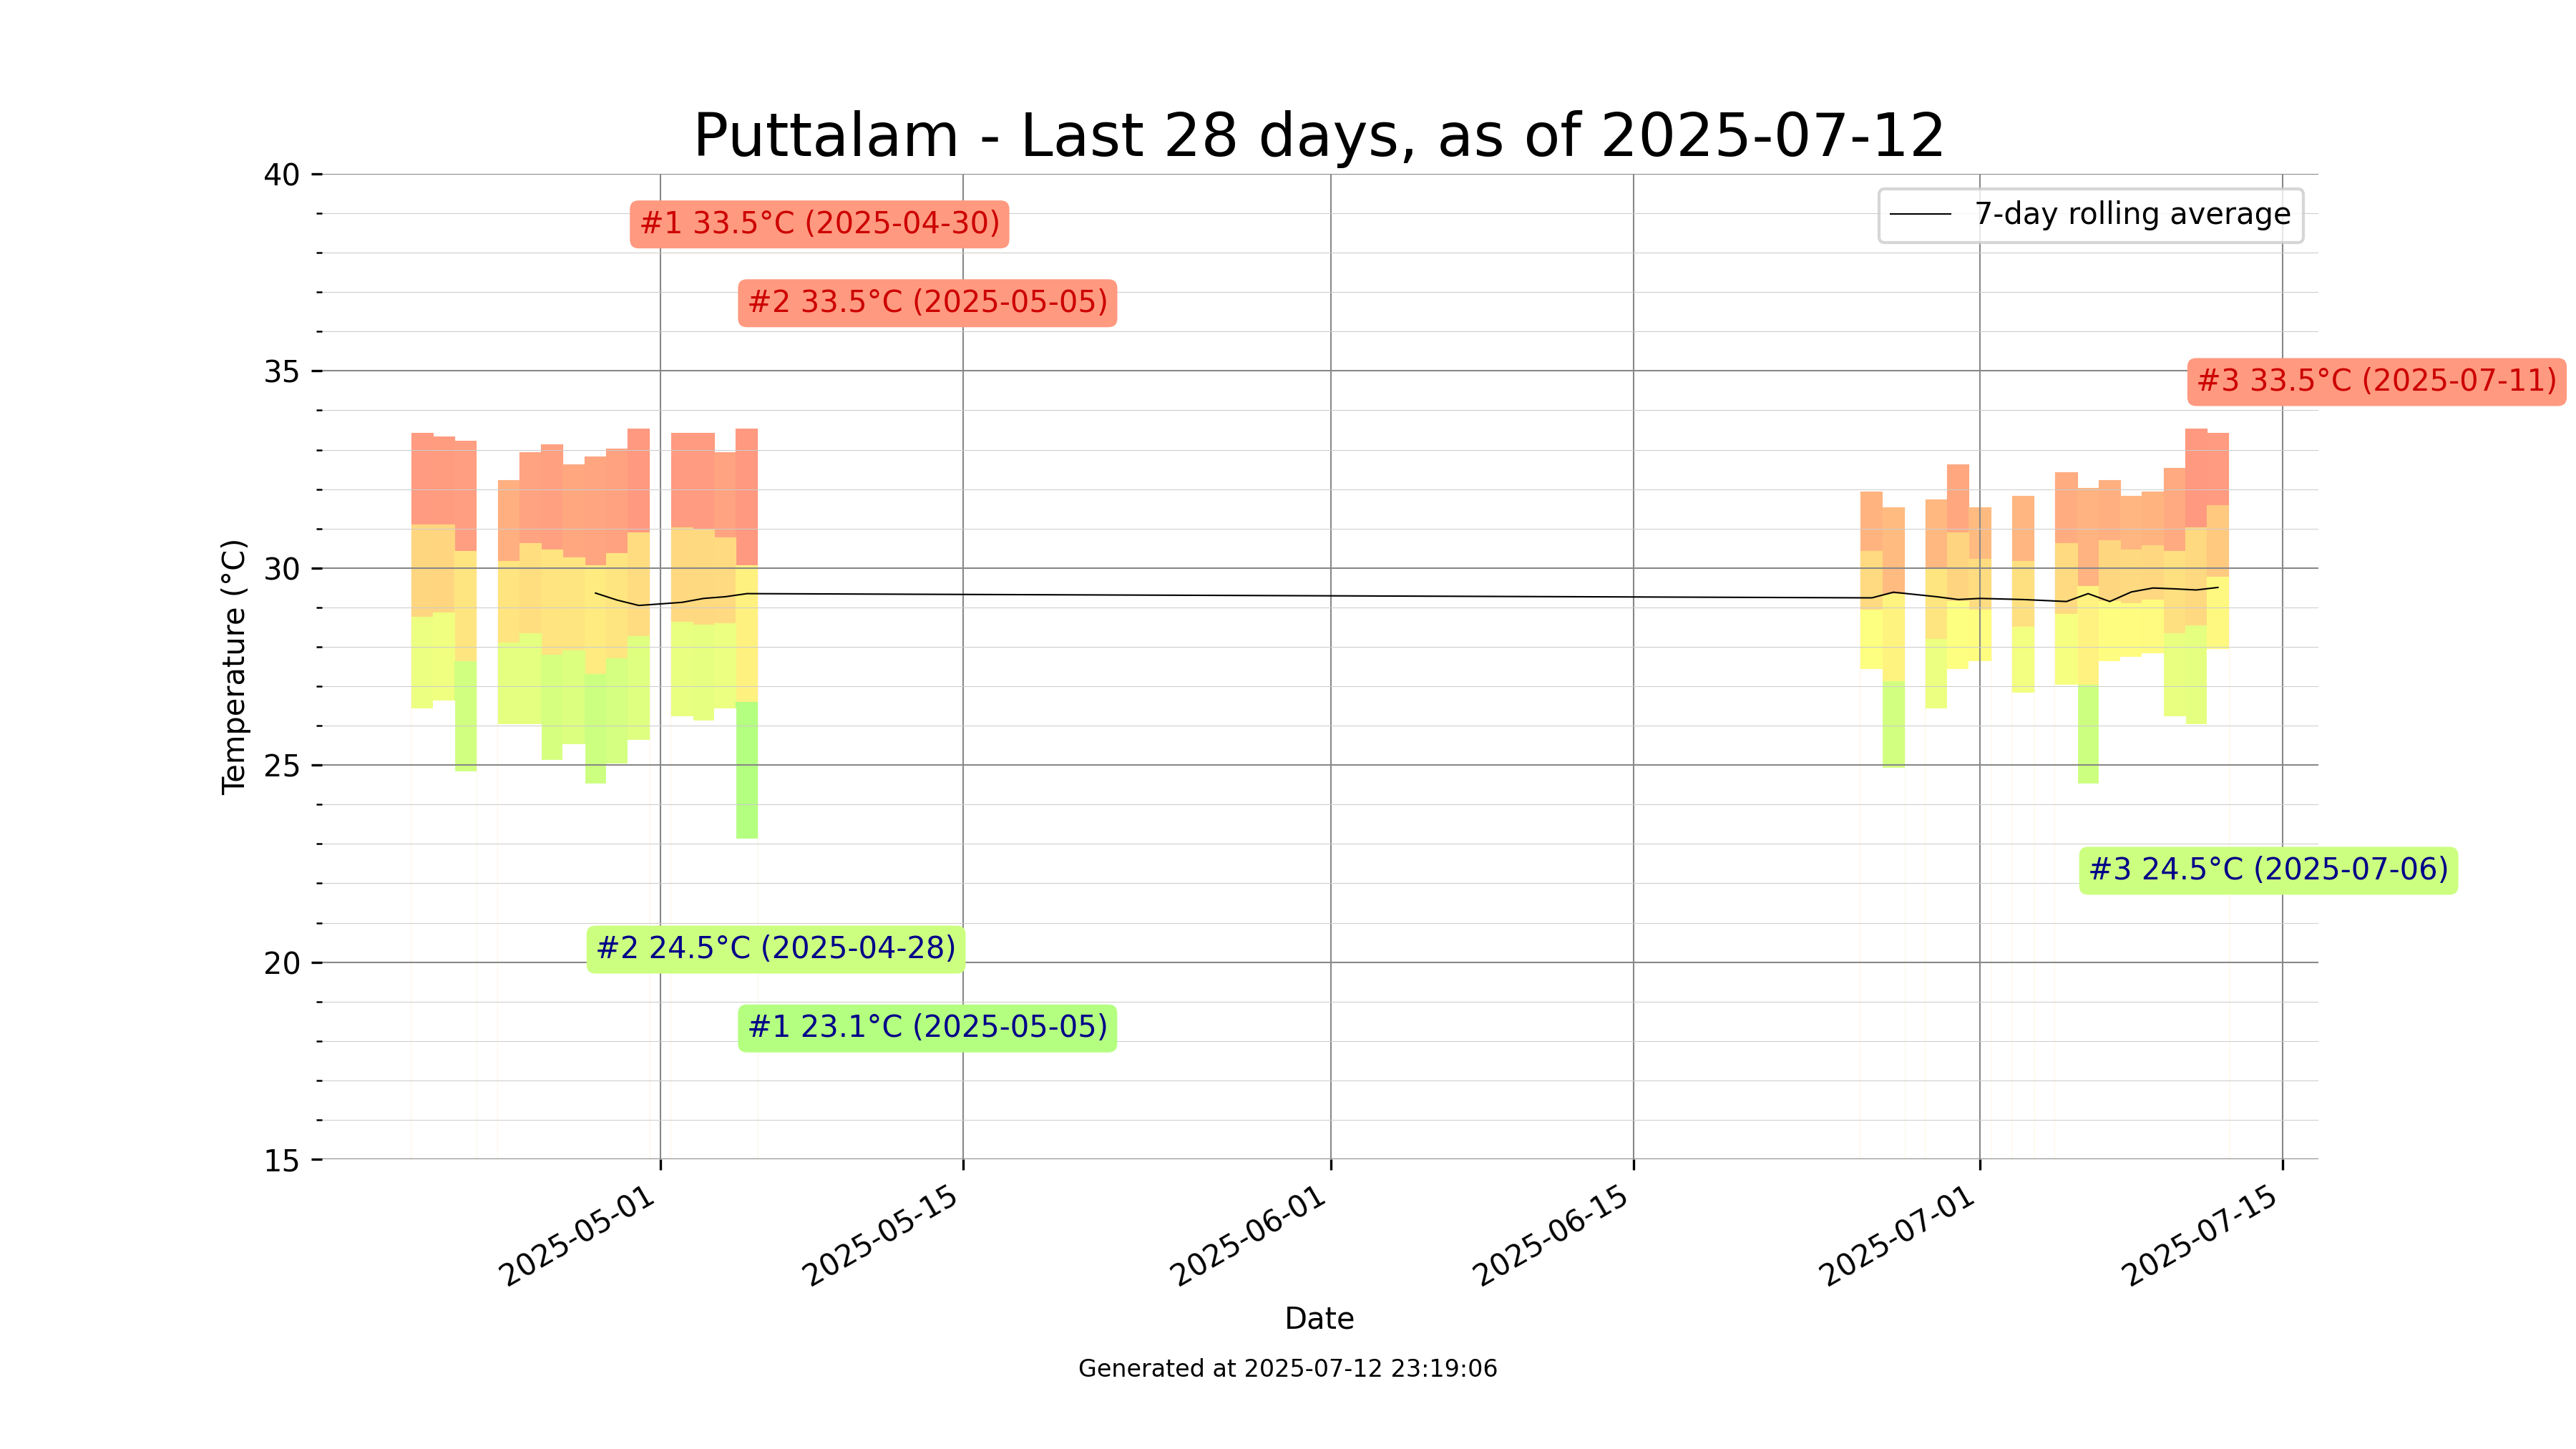 Puttalam - Last 28 days, as of 2025-07-12
40
35
30
25
20
15
Temperature (°C)
7-day rolling average
#1 33.5°C (2025-04-30)
#2 33.5°C (2025-05-05)
#3 33.5°C (2025-07-11)
#3 24.5°C (2025-07-06)
#2 24.5°C (2025-04-28)
#1 23.1°C (2025-05-05)
2025-05-01
2025-05-15
2025-06-01
2025-06-15
2025-07-01
2025-07-15
Date
Generated at 2025-07-12 23:19:06